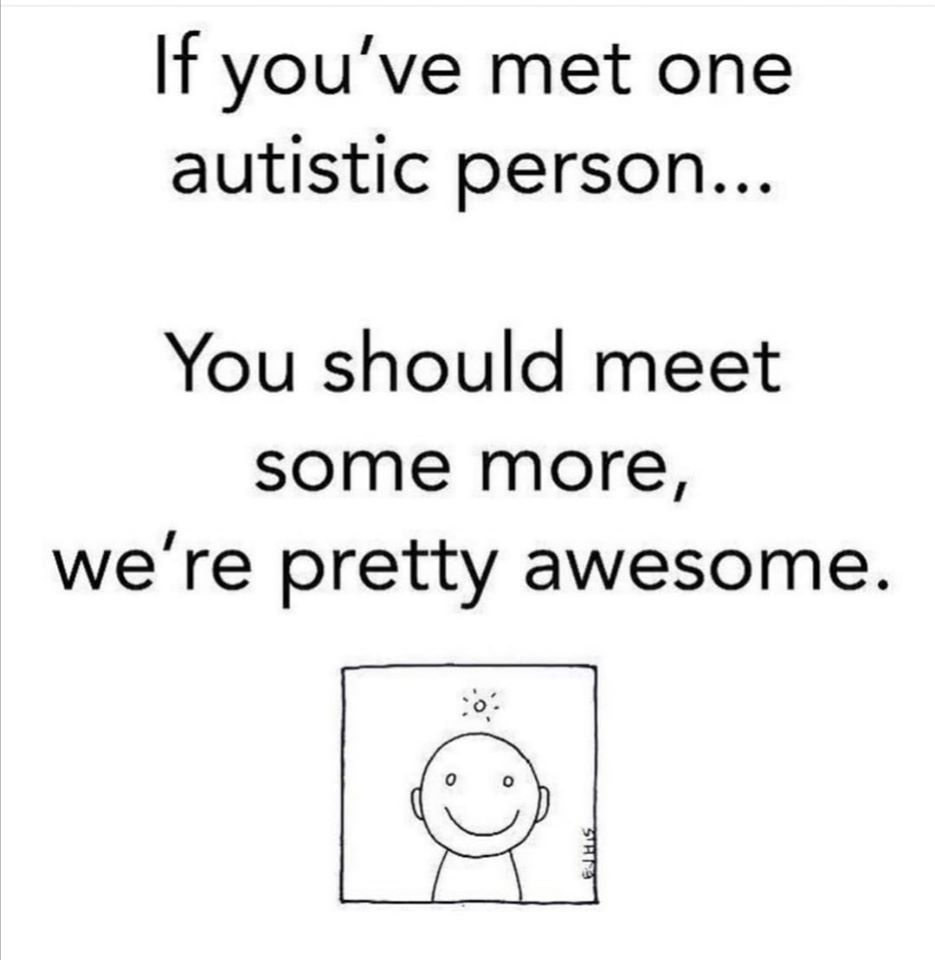 If you’ve met one
autistic person...
You should meet
some more,
we’re pretty awesome.